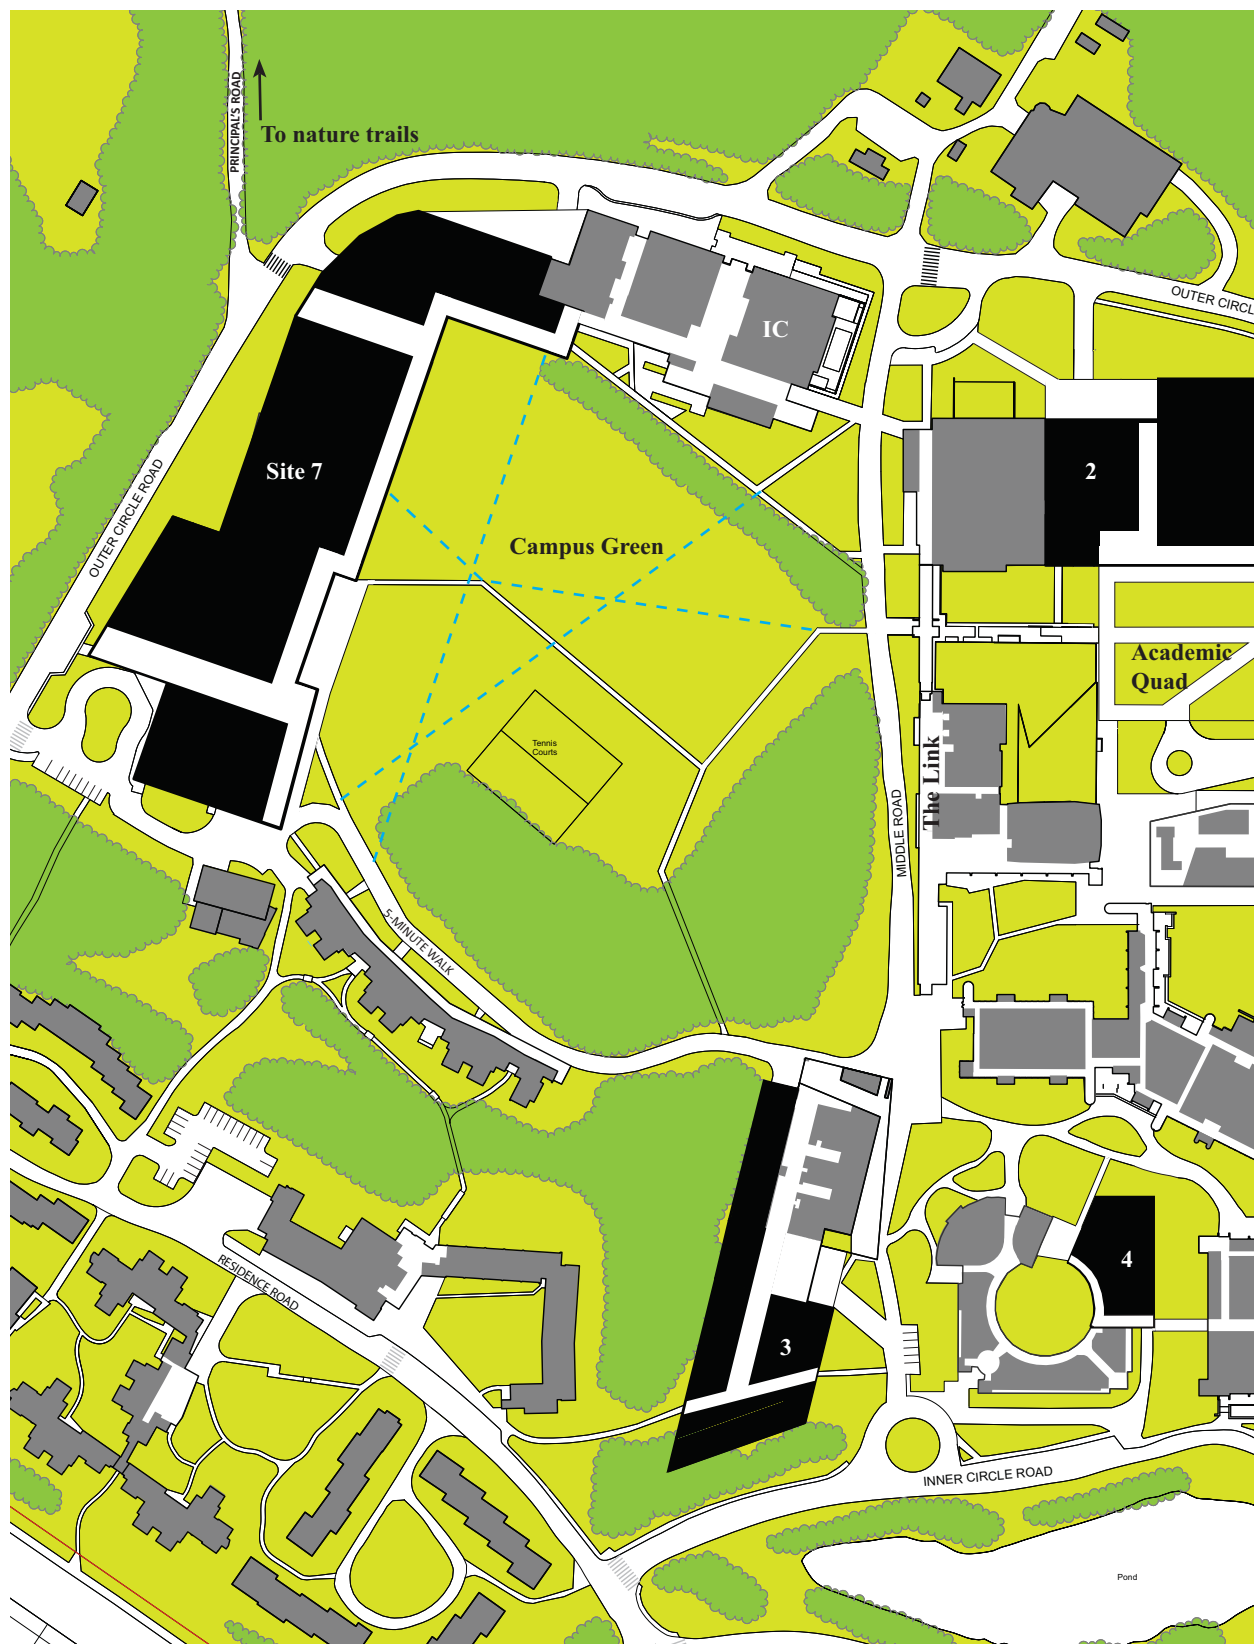 PRINCIPAL'S ROAD
To nature trails
OUTER CIRCL
IC
Site 7
2
OUTER CIRCLE ROAD
Campus Green
Academic
Quad
Tennis
Courts
The Link
MIDDLE ROAD
5-MINUTE WALK
RESIDENCE ROAD
4
3
INNER CIRCLE ROAD
Pond